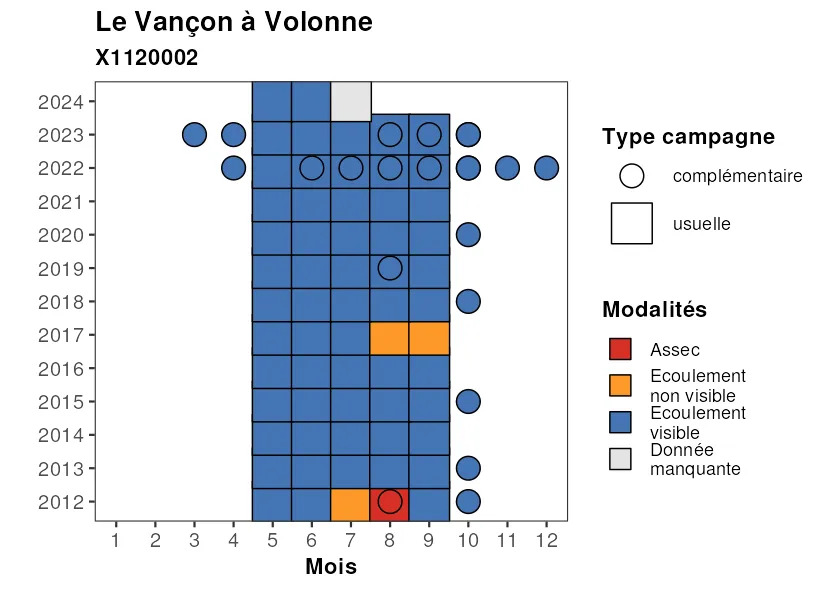 Le Vançon à Volonne
X1120002
2024
2023
2022
2021
2020
2019
2018
2017
2016
2015
2014
2013
2012
1 2 3 4 5 6 7 8 9 10 11 12
Mois
Type campagne
complémentaire
usuelle
Modalités
Assec
Ecoulement
non visible
Ecoulement
visible
Donnée
manquante